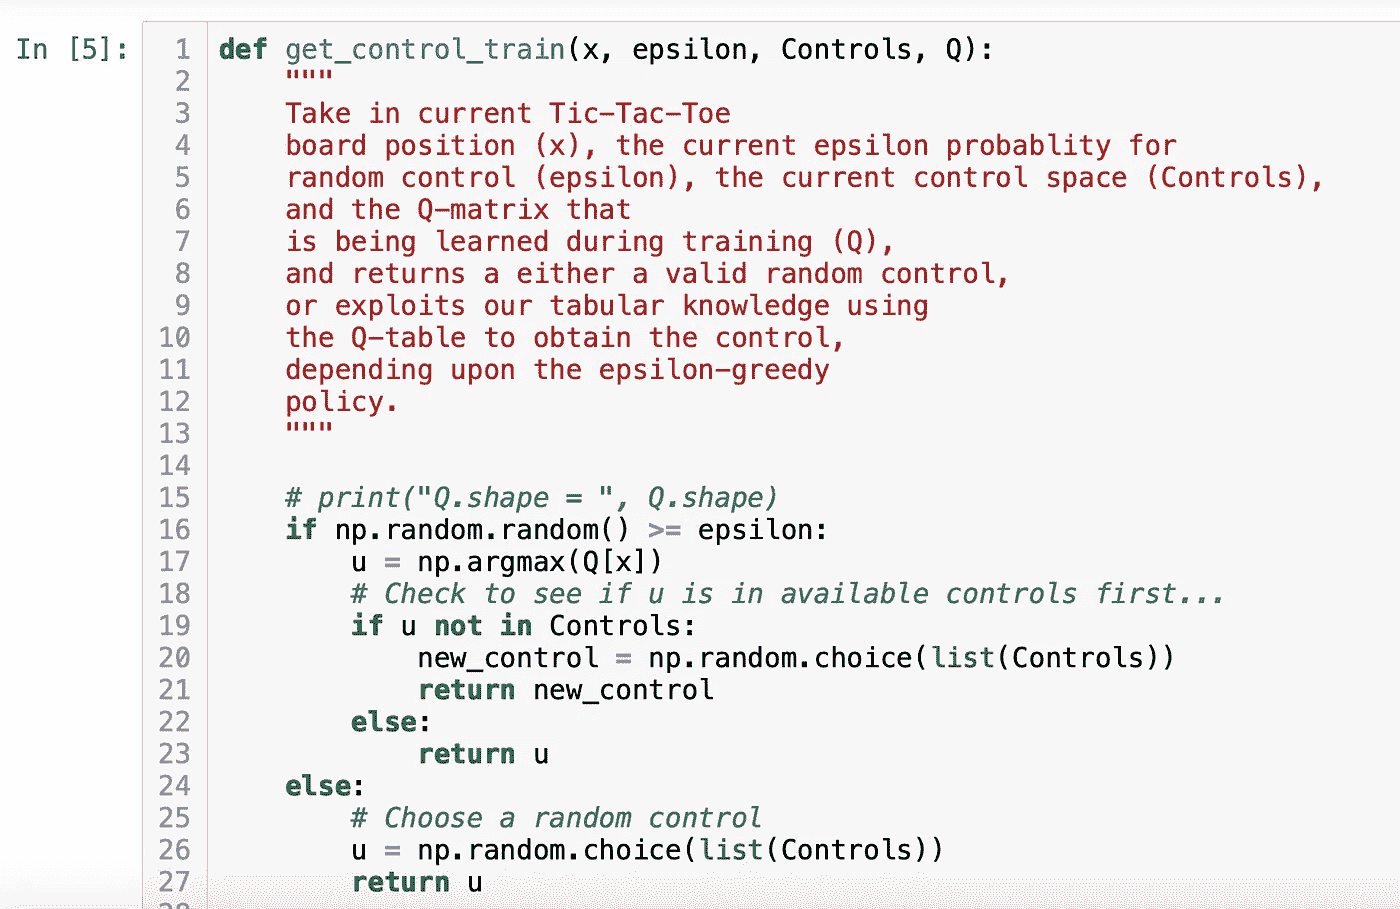 In [5]:
1 def get_control_train(x, epsilon, Controls, Q):
2     """
3     Take in current Tic-Tac-Toe
4     board position (x), the current epsilon probablity for
5     random control (epsilon), the current control space (Controls),
6     and the Q-matrix that
7     is being learned during training (Q),
8     and returns a either a valid random control,
9     or exploits our tabular knowledge using
10     the Q-table to obtain the control,
11     depending upon the epsilon-greedy
12     policy.
13     """
14
15     # print("Q.shape = ", Q.shape)
16     if np.random.random() >= epsilon:
17         u = np.argmax(Q[x])
18         # Check to see if u is in available controls first...
19         if u not in Controls:
20             new_control = np.random.choice(list(Controls))
21             return new_control
22         else:
23             return u
24     else:
25         # Choose a random control
26         u = np.random.choice(list(Controls))
27         return u